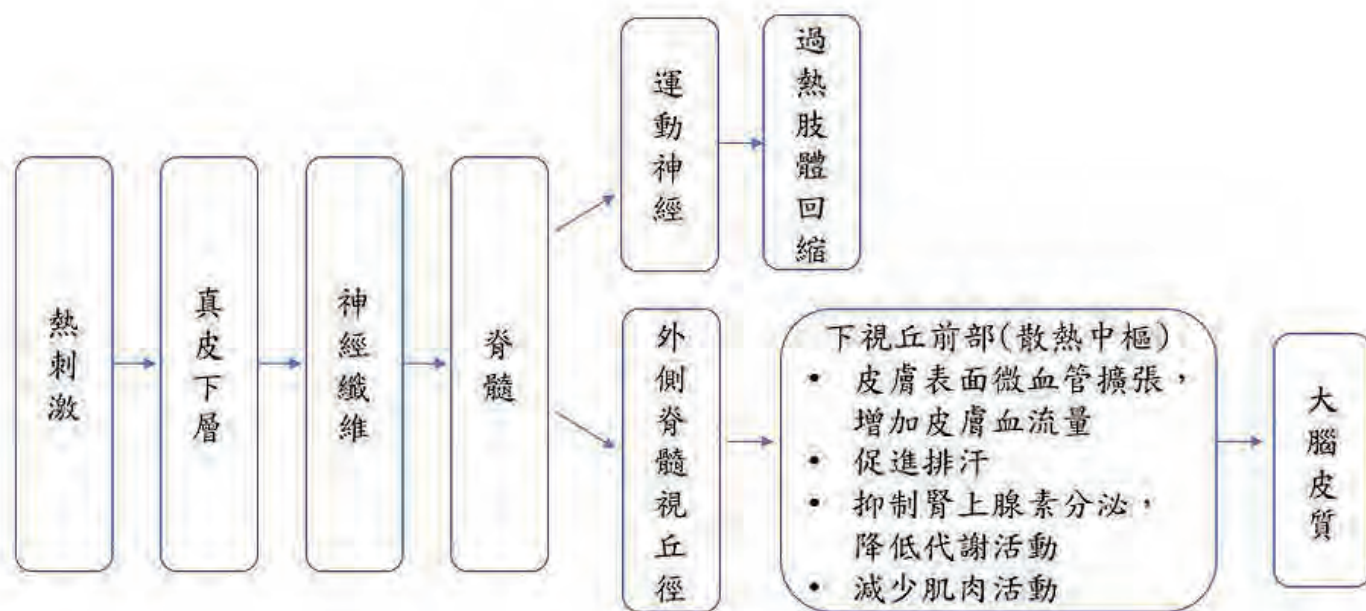 熱刺激
真皮下層
神經纖維
脊髓
運動神經
過熱肢體回縮
外側脊髓視丘徑
下視丘前部(散熱中樞)
• 皮膚表面微血管擴張，
增加皮膚血流量
• 促進排汗
• 抑制腎上腺素分泌，
降低代謝活動
• 減少肌肉活動
大腦皮質